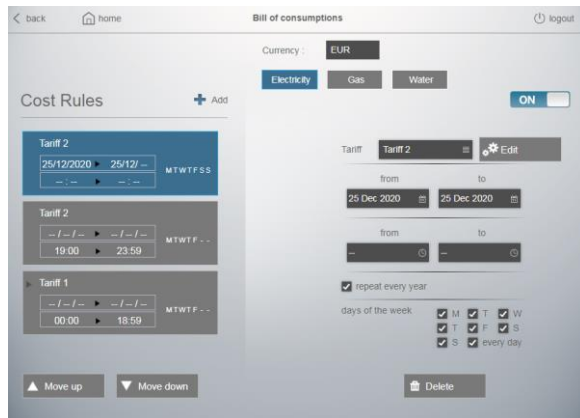 back
home
Bill of consumptions
logout
Currency :
EUR
Electricity
Gas
Water
ON
Cost Rules
Add
Tariff 2
25/12/2020 25/12/ --
-- : -- -- : --
MTWTFSS
Tariff 2
-- / -- / -- -- / -- / --
19:00 23:59
MTWTF--
Tariff 1
-- / -- / -- -- / -- / --
00:00 18:59
MTWTF--
Move up
Move down
Tariff
Tariff 2
Edit
from to
25 Dec 2020 25 Dec 2020
from to
-- --
repeat every year
days of the week
M T W
T F S
S every day
Delete